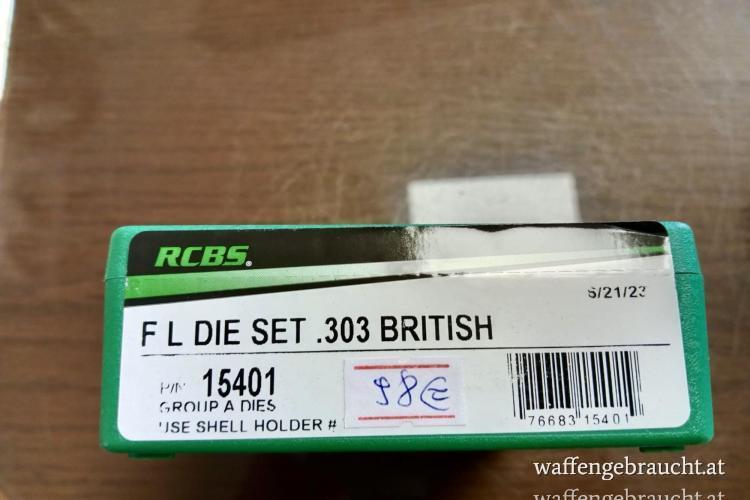 RCBS.
6/21/23
F L DIE SET .303 BRITISH
P/N 15401
GROUP A DIES
USE SHELL HOLDER #
98€
76683 15401
waffengebraucht.at
waffengebraucht.at